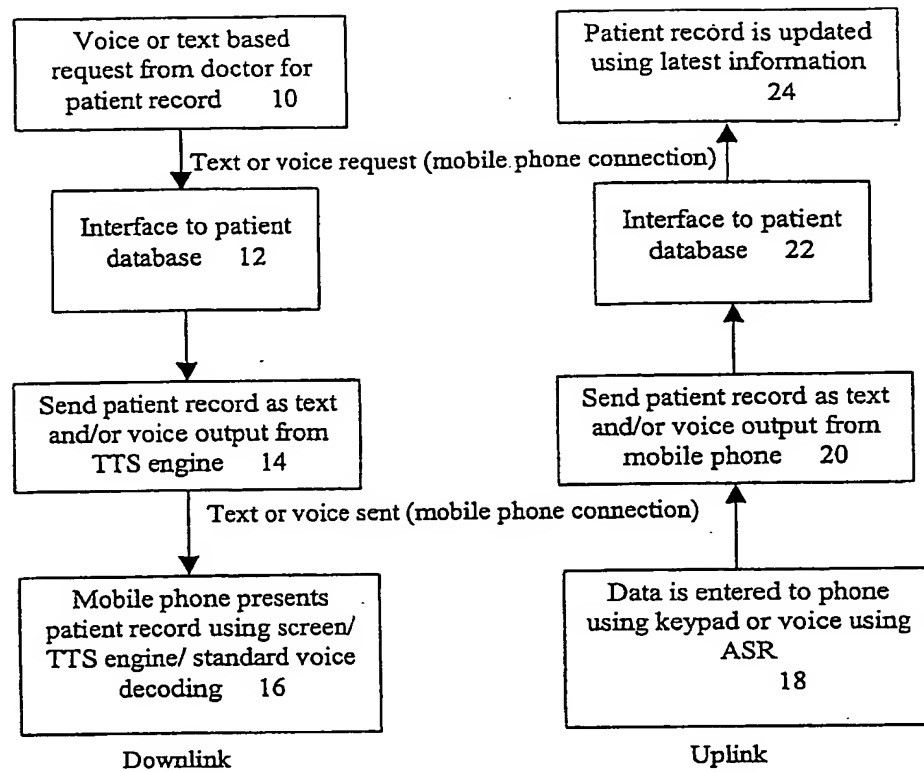 Voice or text based
request from doctor for
patient record 10
Text or voice request (mobile phone connection)
Interface to patient
database 12
Send patient record as text
and/or voice output from
TTS engine 14
Text or voice sent (mobile phone connection)
Mobile phone presents
patient record using screen/
TTS engine/ standard voice
decoding 16
Downlink
Patient record is updated
using latest information
24
Interface to patient
database 22
Send patient record as text
and/or voice output from
mobile phone 20
Data is entered to phone
using keypad or voice using
ASR
18
Uplink